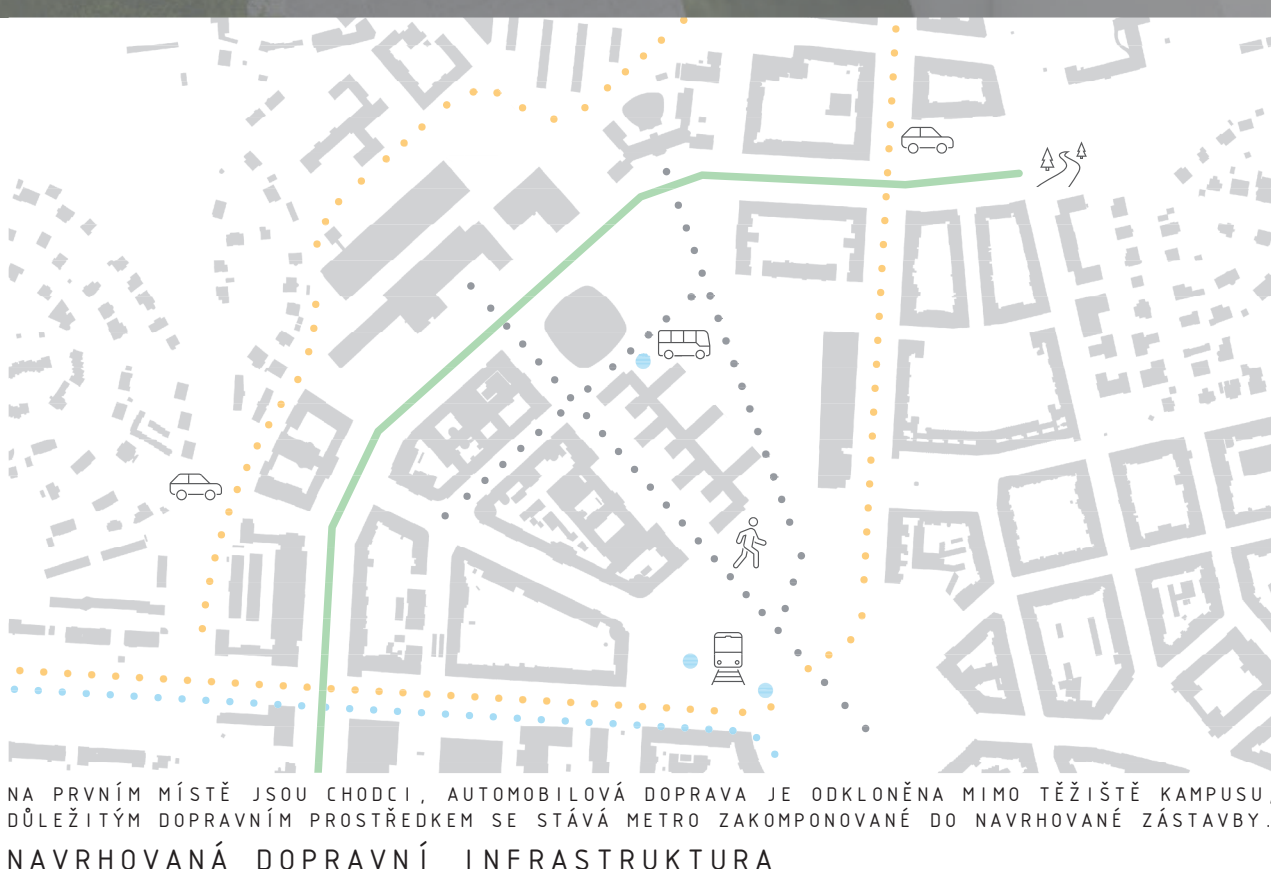 NA PRVNÍM MÍSTĚ JSOU CHODCI, AUTOMOBILOVÁ DOPRAVA JE ODKLONĚNA MIMO TĚŽIŠTĚ KAMPUSU,
DŮLEŽITÝM DOPRAVNÍM PROSTŘEDKEM SE STÁVÁ METRO ZAKOMPONOVANÉ DO NAVRHOVANÉ ZÁSTAVBY.
NAVRHOVANÁ DOPRAVNÍ INFRASTRUKTURA